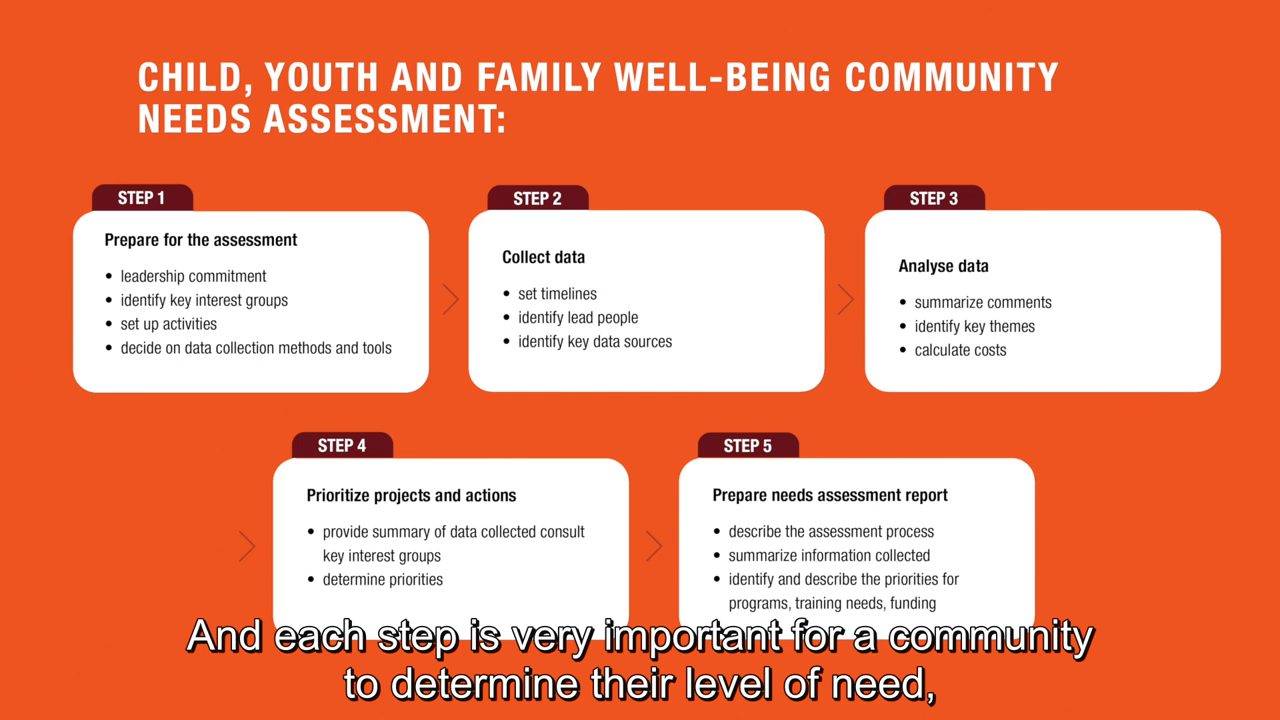 CHILD, YOUTH AND FAMILY WELL-BEING COMMUNITY
NEEDS ASSESSMENT:
STEP 1
Prepare for the assessment
• leadership commitment
• identify key interest groups
• set up activities
• decide on data collection methods and tools
STEP 2
Collect data
• set timelines
• identify lead people
• identify key data sources
STEP 3
Analyse data
• summarize comments
• identify key themes
• calculate costs
STEP 4
Prioritize projects and actions
• provide summary of data collected consult
key interest groups
• determine priorities
STEP 5
Prepare needs assessment report
• describe the assessment process
• summarize information collected
• identify and describe the priorities for
programs, training needs, funding
And each step is very important for a community
to determine their level of need,